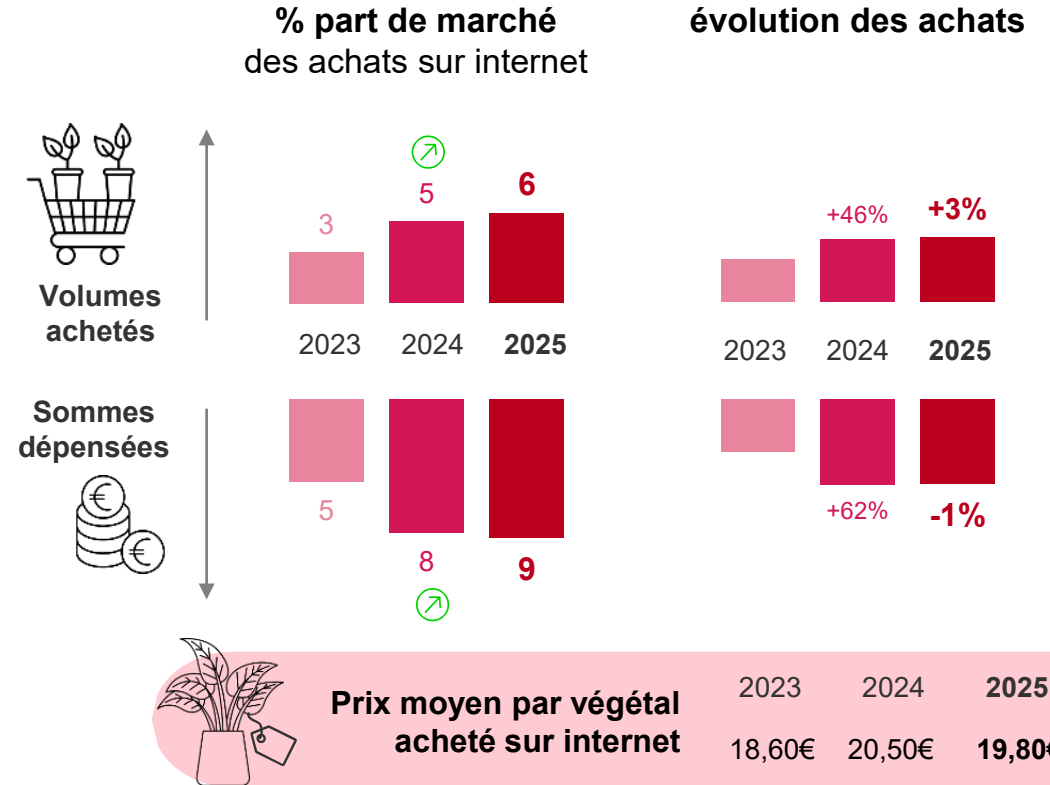 % part de marché
des achats sur internet
évolution des achats
Volumes
achetés
3
5
6
2023
2024
2025
+46%
+3%
2023
2024
2025
Sommes
dépensées
5
8
9
+62%
-1%
Prix moyen par végétal
acheté sur internet
2023
2024
2025
18,60€
20,50€
19,80€